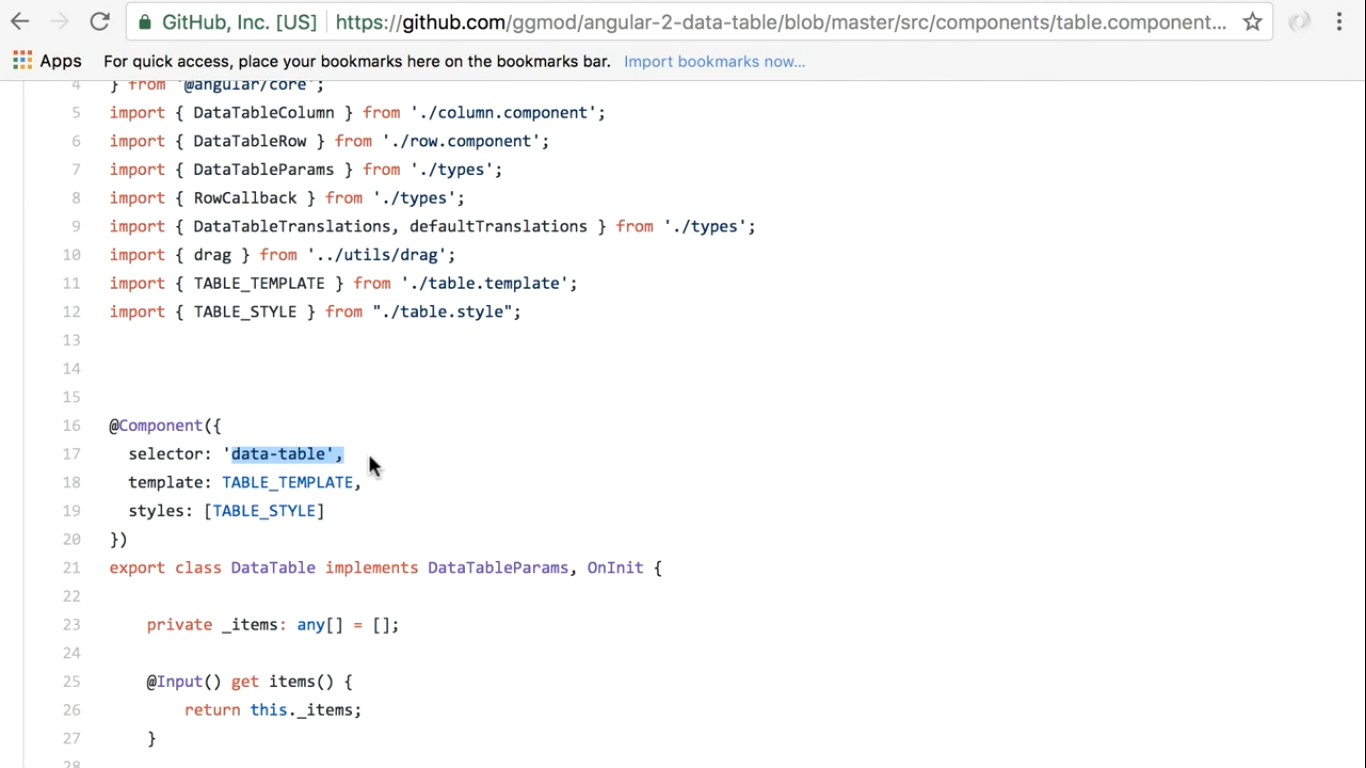 GitHub, Inc. [US] https://github.com/ggmod/angular-2-data-table/blob/master/src/components/table.component...
Apps For quick access, place your bookmarks here on the bookmarks bar. Import bookmarks now...
4 } from '@angular/core';
5 import { DataTableColumn } from './column.component';
6 import { DataTableRow } from './row.component';
7 import { DataTableParams } from './types';
8 import { RowCallback } from './types';
9 import { DataTableTranslations, defaultTranslations } from './types';
10 import { drag } from '../utils/drag';
11 import { TABLE_TEMPLATE } from './table.template';
12 import { TABLE_STYLE } from "./table.style";
13
14
15
16 @Component({
17 selector: 'data-table',
18 template: TABLE_TEMPLATE,
19 styles: [TABLE_STYLE]
20 })
21 export class DataTable implements DataTableParams, OnInit {
22
23 private _items: any[] = [];
24
25 @Input() get items() {
26 return this._items;
27 }
28